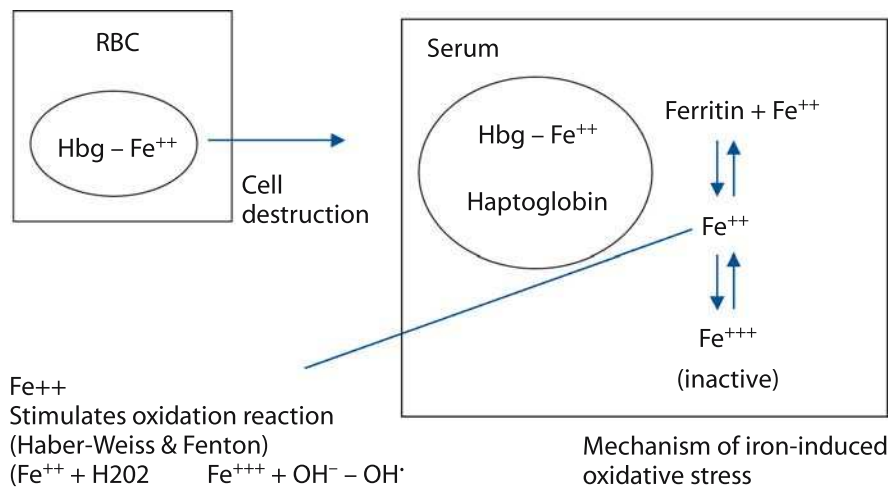 RBC
Hbg – Fe⁺⁺
Cell
destruction
Serum
Hbg – Fe⁺⁺
Haptoglobin
Ferritin + Fe⁺⁺
Fe⁺⁺
Fe⁺⁺⁺
(inactive)
Fe++
Stimulates oxidation reaction
(Haber-Weiss & Fenton)
(Fe⁺⁺ + H202 Fe⁺⁺⁺ + OH⁻ – OH·
Mechanism of iron-induced
oxidative stress